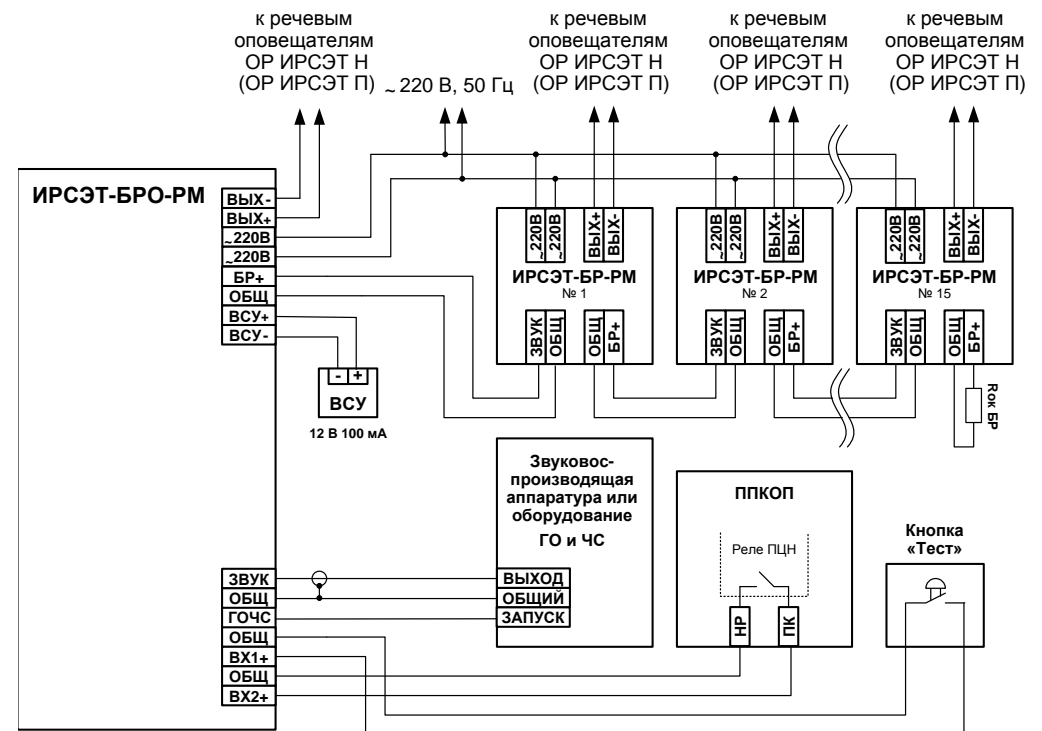 к речевым
оповещателям
ОР ИРСЭТ Н
(ОР ИРСЭТ П)
~ 220 В, 50 Гц
к речевым
оповещателям
ОР ИРСЭТ Н
(ОР ИРСЭТ П)
к речевым
оповещателям
ОР ИРСЭТ Н
(ОР ИРСЭТ П)
к речевым
оповещателям
ОР ИРСЭТ Н
(ОР ИРСЭТ П)
ИРСЭТ-БРО-РМ
ВЫХ-
ВЫХ+
~220В
~220В
БР+
ОБЩ
ВСУ+
ВСУ-
- +
ВСУ
12 В 100 мА
~220В
~220В
ВЫХ+
ВЫХ-
ИРСЭТ-БР-РМ
№ 1
ЗВУК
ОБЩ
ОБЩ
БР+
~220В
~220В
ВЫХ+
ВЫХ-
ИРСЭТ-БР-РМ
№ 2
ЗВУК
ОБЩ
ОБЩ
БР+
~220В
~220В
ВЫХ+
ВЫХ-
ИРСЭТ-БР-РМ
№ 15
ЗВУК
ОБЩ
ОБЩ
БР+
Rок БР
Звуковос-
производящая
аппаратура или
оборудование
ГО и ЧС
ВЫХОД
ОБЩИЙ
ЗАПУСК
ППКОП
Реле ПЦН
НР
ПК
Кнопка
«Тест»
ЗВУК
ОБЩ
ГОЧС
ОБЩ
ВХ1+
ОБЩ
ВХ2+